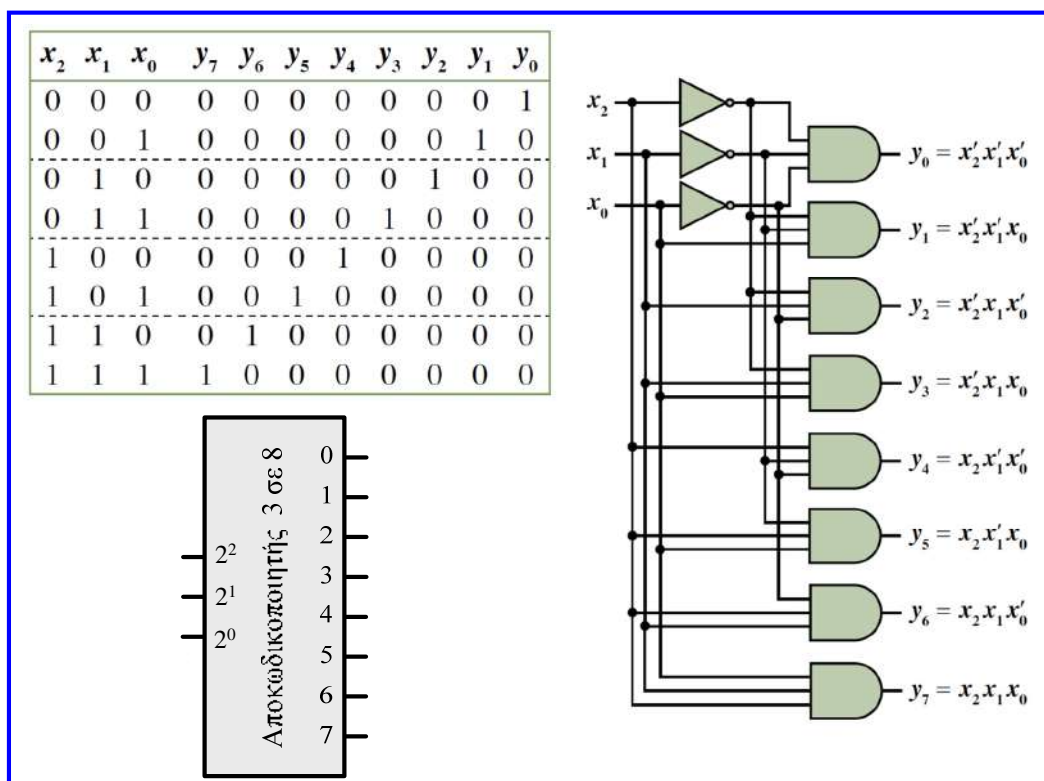 x₂ x₁ x₀ y₇ y₆ y₅ y₄ y₃ y₂ y₁ y₀
0 0 0 0 0 0 0 0 0 0 1
0 0 1 0 0 0 0 0 0 1 0
0 1 0 0 0 0 0 0 1 0 0
0 1 1 0 0 0 0 1 0 0 0
1 0 0 0 0 0 1 0 0 0 0
1 0 1 0 0 1 0 0 0 0 0
1 1 0 0 1 0 0 0 0 0 0
1 1 1 1 0 0 0 0 0 0 0
Αποκωδικοποιητής 3 σε 8
2²
2¹
2⁰
0
1
2
3
4
5
6
7
x₂
x₁
x₀
y₀ = x′₂x′₁x′₀
y₁ = x′₂x′₁x₀
y₂ = x′₂x₁x′₀
y₃ = x′₂x₁x₀
y₄ = x₂x′₁x′₀
y₅ = x₂x′₁x₀
y₆ = x₂x₁x′₀
y₇ = x₂x₁x₀